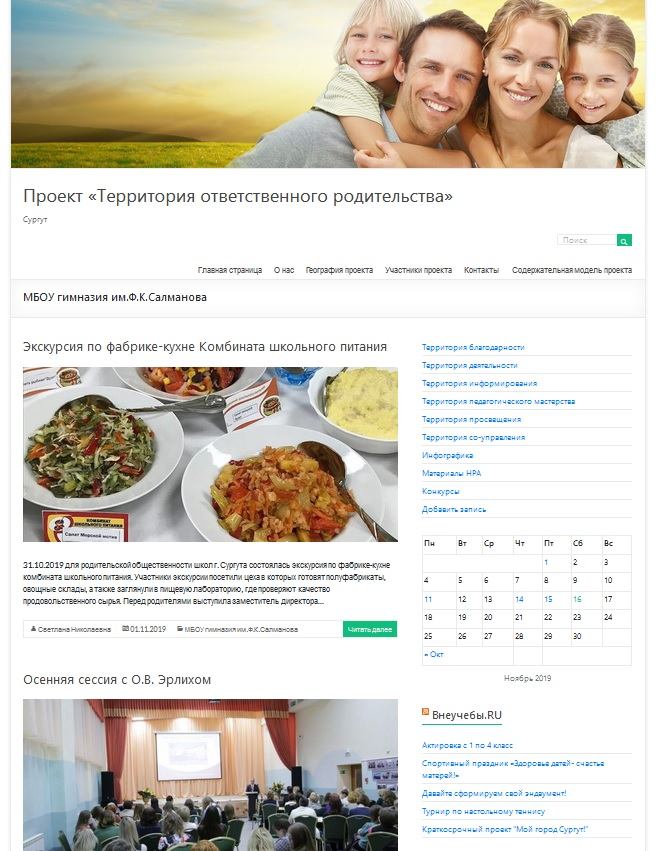 Проект «Территория ответственного родительства»
Сургут
Поиск
Главная страница О нас География проекта Участники проекта Контакты Содержательная модель проекта
МБОУ гимназия им.Ф.К.Салманова
Экскурсия по фабрике-кухне Комбината школьного питания
КОМБИНАТ
ШКОЛЬНОГО ПИТАНИЯ
Салат Морской мотив
31.10.2019 для родительской общественности школ г. Сургута состоялась экскурсия по фабрике-кухне
комбината школьного питания. Участники экскурсии посетили цеха в которых готовят полуфабрикаты,
овощные склады, а также заглянули в пищевую лабораторию, где проверяют качество
продовольственного сырья. Перед родителями выступила заместитель директора...
Светлана Николаевна 01.11.2019 МБОУ гимназия им.Ф.К.Салманова Читать далее
Осенняя сессия с О.В. Эрлихом
Территория благодарности
Территория деятельности
Территория информирования
Территория педагогического мастерства
Территория просвещения
Территория со-управления
Инфографика
Материалы НРА
Конкурсы
Добавить запись
Пн Вт Ср Чт Пт Сб Вс
1 2 3
4 5 6 7 8 9 10
11 12 13 14 15 16 17
18 19 20 21 22 23 24
25 26 27 28 29 30
« Окт
Ноябрь 2019
Внеучебы.RU
Актировка с 1 по 4 класс
Спортивный праздник «Здоровье детей- счастье
матерей!»
Давайте сформируем свой эндаумент!
Турнир по настольному теннису
Краткосрочный проект "Мой город Сургут!"